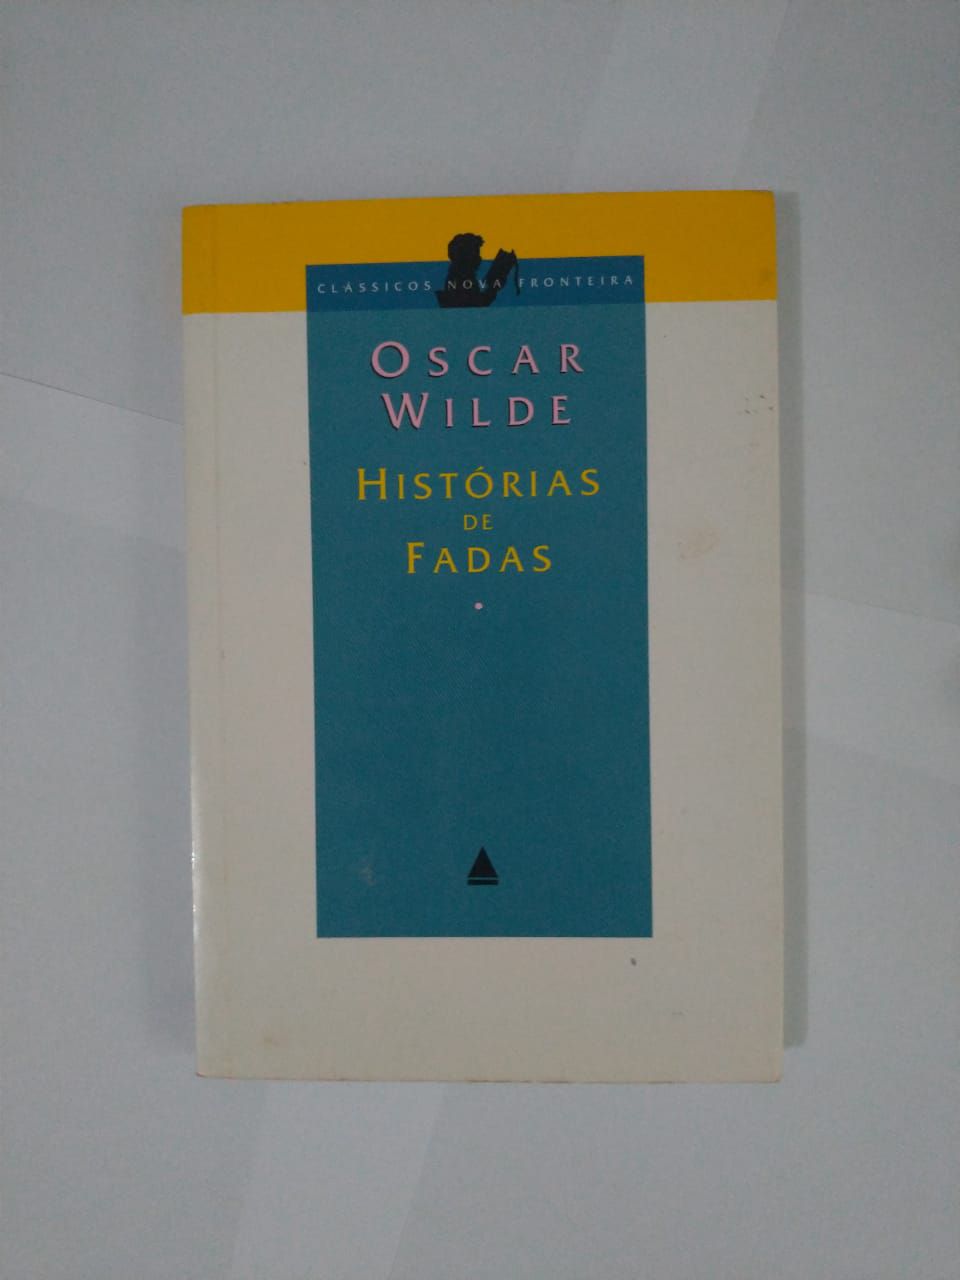 CLÁSSICOS NOVA FRONTEIRA
OSCAR
WILDE
HISTÓRIAS
DE
FADAS